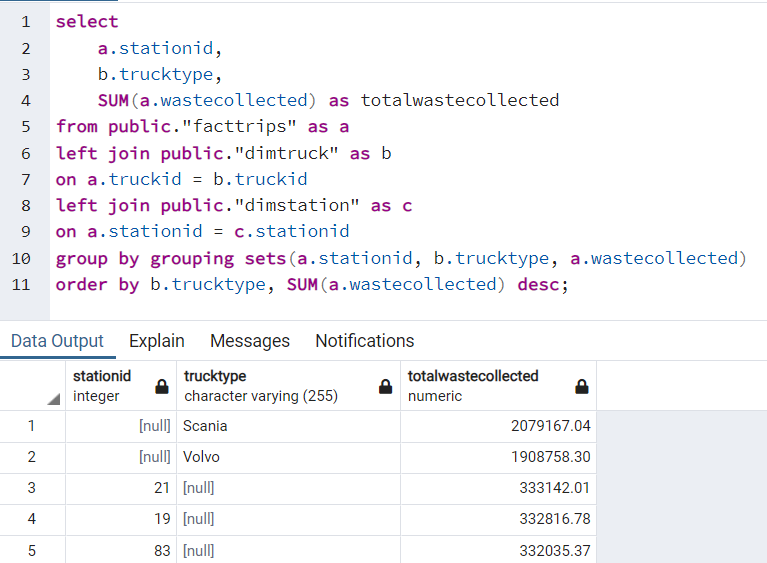 1 select
2 a.stationid,
3 b.trucktype,
4 SUM(a.wastecollected) as totalwastecollected
5 from public."facttrips" as a
6 left join public."dimtruck" as b
7 on a.truckid = b.truckid
8 left join public."dimstation" as c
9 on a.stationid = c.stationid
10 group by grouping sets(a.stationid, b.trucktype, a.wastecollected)
11 order by b.trucktype, SUM(a.wastecollected) desc;
Data Output Explain Messages Notifications
stationid trucktype totalwastecollected
integer character varying (255) numeric
1 [null] Scania 2079167.04
2 [null] Volvo 1908758.30
3 21 [null] 333142.01
4 19 [null] 332816.78
5 83 [null] 332035.37